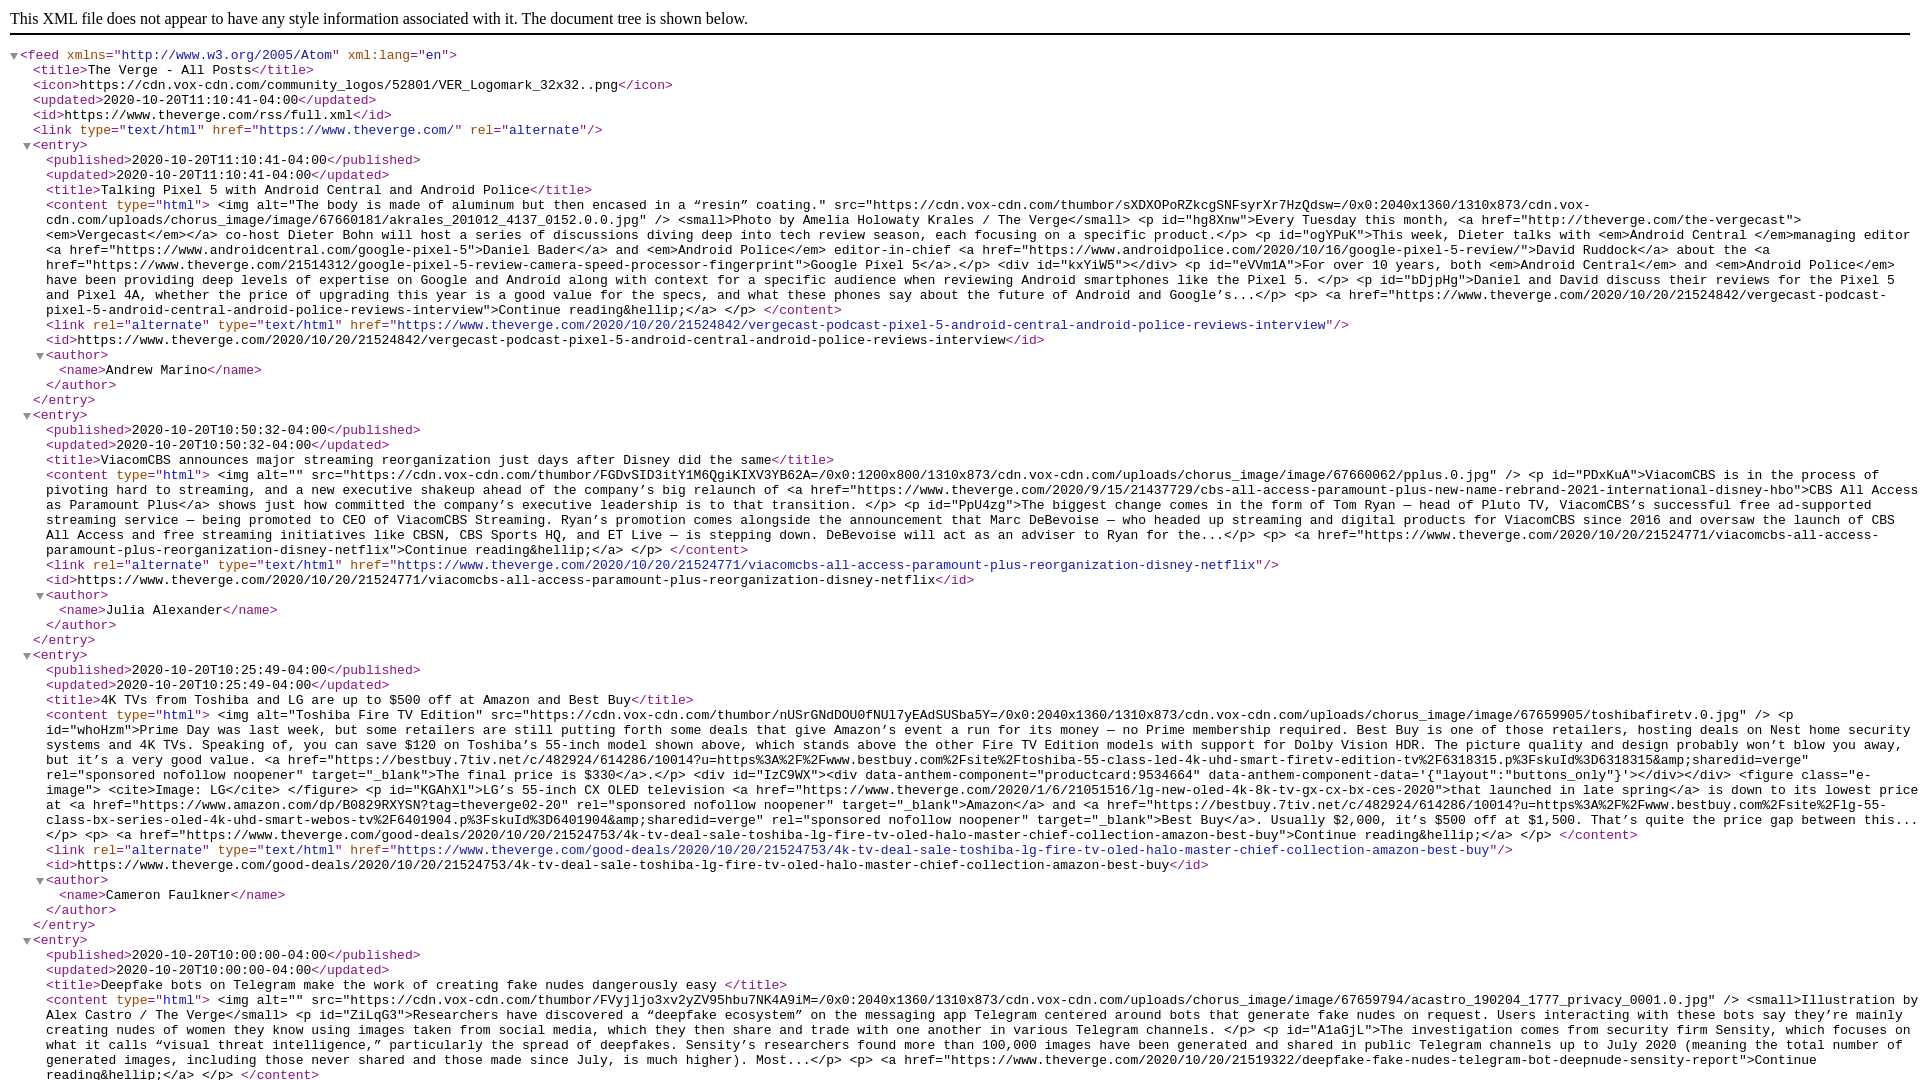 This XML file does not appear to have any style information associated with it. The document tree is shown below.
<feed xmlns="http://www.w3.org/2005/Atom" xml:lang="en">
<title>The Verge - All Posts</title>
<icon>https://cdn.vox-cdn.com/community_logos/52801/VER_Logomark_32x32..png</icon>
<updated>2020-10-20T11:10:41-04:00</updated>
<id>https://www.theverge.com/rss/full.xml</id>
<link type="text/html" href="https://www.theverge.com/" rel="alternate"/>
<entry>
<published>2020-10-20T11:10:41-04:00</published>
<updated>2020-10-20T11:10:41-04:00</updated>
<title>Talking Pixel 5 with Android Central and Android Police</title>
<content type="html"> <img alt="The body is made of aluminum but then encased in a “resin” coating." src="https://cdn.vox-cdn.com/thumbor/sXDXOPoRZkcgSNFsyrXr7HzQdsw=/0x0:2040x1360/1310x873/cdn.vox-
cdn.com/uploads/chorus_image/image/67660181/akrales_201012_4137_0152.0.0.jpg" /> <small>Photo by Amelia Holowaty Krales / The Verge</small> <p id="hg8Xnw">Every Tuesday this month, <a href="http://theverge.com/the-vergecast">
<em>Vergecast</em></a> co-host Dieter Bohn will host a series of discussions diving deep into tech review season, each focusing on a specific product.</p> <p id="ogYPuK">This week, Dieter talks with <em>Android Central </em>managing editor
<a href="https://www.androidcentral.com/google-pixel-5">Daniel Bader</a> and <em>Android Police</em> editor-in-chief <a href="https://www.androidpolice.com/2020/10/16/google-pixel-5-review/">David Ruddock</a> about the <a
href="https://www.theverge.com/21514312/google-pixel-5-review-camera-speed-processor-fingerprint">Google Pixel 5</a>.</p> <div id="kxYiW5"></div> <p id="eVVm1A">For over 10 years, both <em>Android Central</em> and <em>Android Police</em>
have been providing deep levels of expertise on Google and Android along with context for a specific audience when reviewing Android smartphones like the Pixel 5. </p> <p id="bDjpHg">Daniel and David discuss their reviews for the Pixel 5
and Pixel 4A, whether the price of upgrading this year is a good value for the specs, and what these phones say about the future of Android and Google’s...</p> <p> <a href="https://www.theverge.com/2020/10/20/21524842/vergecast-podcast-
pixel-5-android-central-android-police-reviews-interview">Continue reading&hellip;</a> </p> </content>
<link rel="alternate" type="text/html" href="https://www.theverge.com/2020/10/20/21524842/vergecast-podcast-pixel-5-android-central-android-police-reviews-interview"/>
<id>https://www.theverge.com/2020/10/20/21524842/vergecast-podcast-pixel-5-android-central-android-police-reviews-interview</id>
<author>
<name>Andrew Marino</name>
</author>
</entry>
<entry>
<published>2020-10-20T10:50:32-04:00</published>
<updated>2020-10-20T10:50:32-04:00</updated>
<title>ViacomCBS announces major streaming reorganization just days after Disney did the same</title>
<content type="html"> <img alt="" src="https://cdn.vox-cdn.com/thumbor/FGDvSID3itY1M6QgiKIXV3YB62A=/0x0:1200x800/1310x873/cdn.vox-cdn.com/uploads/chorus_image/image/67660062/pplus.0.jpg" /> <p id="PDxKuA">ViacomCBS is in the process of
pivoting hard to streaming, and a new executive shakeup ahead of the company’s big relaunch of <a href="https://www.theverge.com/2020/9/15/21437729/cbs-all-access-paramount-plus-new-name-rebrand-2021-international-disney-hbo">CBS All Access
as Paramount Plus</a> shows just how committed the company’s executive leadership is to that transition. </p> <p id="PpU4zg">The biggest change comes in the form of Tom Ryan — head of Pluto TV, ViacomCBS’s successful free ad-supported
streaming service — being promoted to CEO of ViacomCBS Streaming. Ryan’s promotion comes alongside the announcement that Marc DeBevoise — who headed up streaming and digital products for ViacomCBS since 2016 and oversaw the launch of CBS
All Access and free streaming initiatives like CBSN, CBS Sports HQ, and ET Live — is stepping down. DeBevoise will act as an adviser to Ryan for the...</p> <p> <a href="https://www.theverge.com/2020/10/20/21524771/viacomcbs-all-access-
paramount-plus-reorganization-disney-netflix">Continue reading&hellip;</a> </p> </content>
<link rel="alternate" type="text/html" href="https://www.theverge.com/2020/10/20/21524771/viacomcbs-all-access-paramount-plus-reorganization-disney-netflix"/>
<id>https://www.theverge.com/2020/10/20/21524771/viacomcbs-all-access-paramount-plus-reorganization-disney-netflix</id>
<author>
<name>Julia Alexander</name>
</author>
</entry>
<entry>
<published>2020-10-20T10:25:49-04:00</published>
<updated>2020-10-20T10:25:49-04:00</updated>
<title>4K TVs from Toshiba and LG are up to $500 off at Amazon and Best Buy</title>
<content type="html"> <img alt="Toshiba Fire TV Edition" src="https://cdn.vox-cdn.com/thumbor/nUSrGNdDOU0fNUl7yEAdSUSba5Y=/0x0:2040x1360/1310x873/cdn.vox-cdn.com/uploads/chorus_image/image/67659905/toshibafiretv.0.jpg" /> <p
id="whoHzm">Prime Day was last week, but some retailers are still putting forth some deals that give Amazon’s event a run for its money — no Prime membership required. Best Buy is one of those retailers, hosting deals on Nest home security
systems and 4K TVs. Speaking of, you can save $120 on Toshiba’s 55-inch model shown above, which stands above the other Fire TV Edition models with support for Dolby Vision HDR. The picture quality and design probably won’t blow you away,
but it’s a very good value. <a href="https://bestbuy.7tiv.net/c/482924/614286/10014?u=https%3A%2F%2Fwww.bestbuy.com%2Fsite%2Ftoshiba-55-class-led-4k-uhd-smart-firetv-edition-tv%2F6318315.p%3FskuId%3D6318315&amp;sharedid=verge"
rel="sponsored nofollow noopener" target="_blank">The final price is $330</a>.</p> <div id="IzC9WX"><div data-anthem-component="productcard:9534664" data-anthem-component-data='{"layout":"buttons_only"}'></div></div> <figure class="e-
image"> <cite>Image: LG</cite> </figure> <p id="KGAhXl">LG’s 55-inch CX OLED television <a href="https://www.theverge.com/2020/1/6/21051516/lg-new-oled-4k-8k-tv-gx-cx-bx-ces-2020">that launched in late spring</a> is down to its lowest price
at <a href="https://www.amazon.com/dp/B0829RXYSN?tag=theverge02-20" rel="sponsored nofollow noopener" target="_blank">Amazon</a> and <a href="https://bestbuy.7tiv.net/c/482924/614286/10014?u=https%3A%2F%2Fwww.bestbuy.com%2Fsite%2Flg-55-
class-bx-series-oled-4k-uhd-smart-webos-tv%2F6401904.p%3FskuId%3D6401904&amp;sharedid=verge" rel="sponsored nofollow noopener" target="_blank">Best Buy</a>. Usually $2,000, it’s $500 off at $1,500. That’s quite the price gap between this...
</p> <p> <a href="https://www.theverge.com/good-deals/2020/10/20/21524753/4k-tv-deal-sale-toshiba-lg-fire-tv-oled-halo-master-chief-collection-amazon-best-buy">Continue reading&hellip;</a> </p> </content>
<link rel="alternate" type="text/html" href="https://www.theverge.com/good-deals/2020/10/20/21524753/4k-tv-deal-sale-toshiba-lg-fire-tv-oled-halo-master-chief-collection-amazon-best-buy"/>
<id>https://www.theverge.com/good-deals/2020/10/20/21524753/4k-tv-deal-sale-toshiba-lg-fire-tv-oled-halo-master-chief-collection-amazon-best-buy</id>
<author>
<name>Cameron Faulkner</name>
</author>
</entry>
<entry>
<published>2020-10-20T10:00:00-04:00</published>
<updated>2020-10-20T10:00:00-04:00</updated>
<title>Deepfake bots on Telegram make the work of creating fake nudes dangerously easy </title>
<content type="html"> <img alt="" src="https://cdn.vox-cdn.com/thumbor/FVyjljo3xv2yZV95hbu7NK4A9iM=/0x0:2040x1360/1310x873/cdn.vox-cdn.com/uploads/chorus_image/image/67659794/acastro_190204_1777_privacy_0001.0.jpg" /> <small>Illustration by
Alex Castro / The Verge</small> <p id="ZiLqG3">Researchers have discovered a “deepfake ecosystem” on the messaging app Telegram centered around bots that generate fake nudes on request. Users interacting with these bots say they’re mainly
creating nudes of women they know using images taken from social media, which they then share and trade with one another in various Telegram channels. </p> <p id="A1aGjL">The investigation comes from security firm Sensity, which focuses on
what it calls “visual threat intelligence,” particularly the spread of deepfakes. Sensity’s researchers found more than 100,000 images have been generated and shared in public Telegram channels up to July 2020 (meaning the total number of
generated images, including those never shared and those made since July, is much higher). Most...</p> <p> <a href="https://www.theverge.com/2020/10/20/21519322/deepfake-fake-nudes-telegram-bot-deepnude-sensity-report">Continue
reading&hellip;</a> </p> </content>